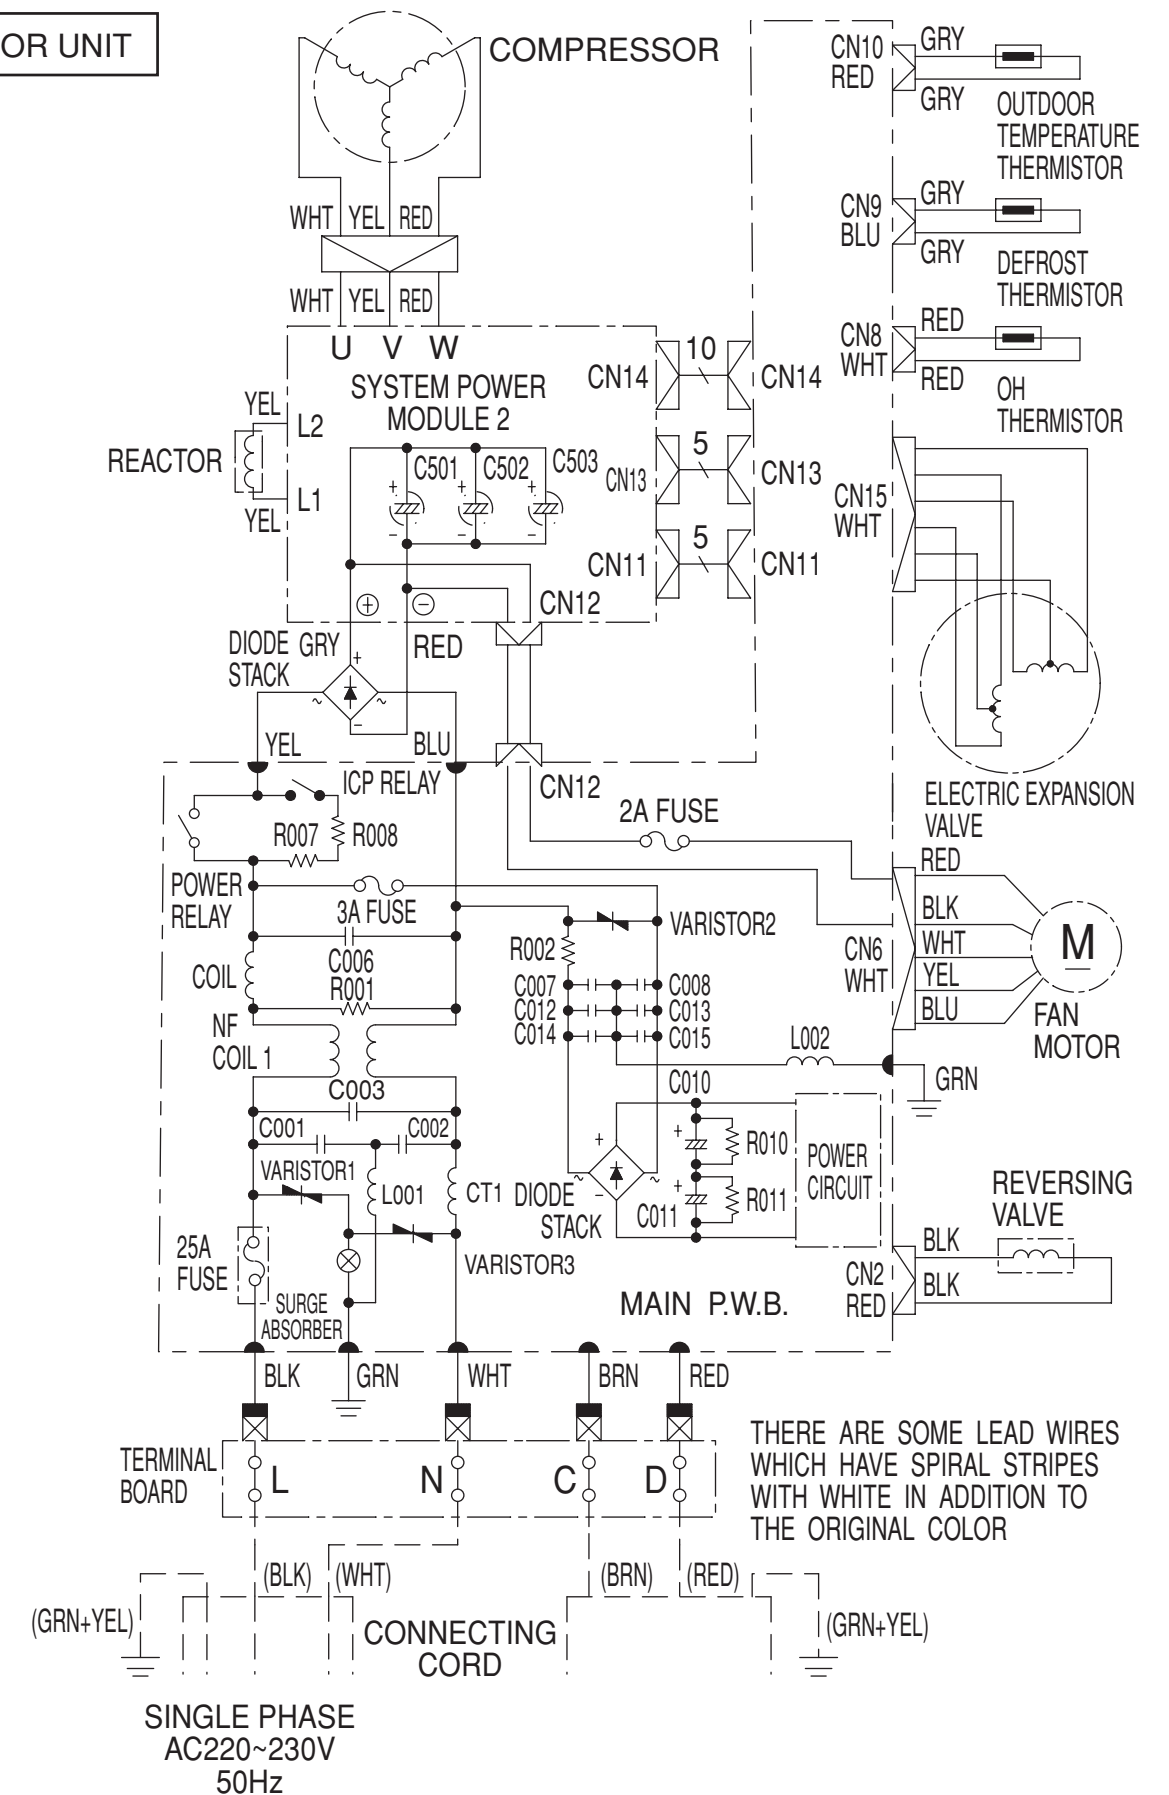 OR UNIT
COMPRESSOR
CN10
RED
GRY
GRY
OUTDOOR
TEMPERATURE
THERMISTOR
WHT YEL RED
WHT YEL RED
CN9
BLU
GRY
GRY
DEFROST
THERMISTOR
CN8
WHT
RED
RED
OH
THERMISTOR
U V W
SYSTEM POWER
MODULE 2
CN14
10
CN14
YEL
L2
REACTOR
L1
YEL
+
C501
-
+
C502
-
+
C503
-
CN13
5
CN13
CN15
WHT
CN11
5
CN11
+
-
CN12
DIODE
STACK
GRY
RED
+
~
~
-
YEL
BLU
ELECTRIC EXPANSION
VALVE
ICP RELAY
CN12
2A FUSE
R007
R008
POWER
RELAY
3A FUSE
RED
BLK
WHT
YEL
BLU
CN6
WHT
M
FAN
MOTOR
VARISTOR2
R002
C006
R001
COIL
C007
C008
C012
C013
C014
C015
NF
COIL 1
L002
GRN
C003
C010
C001
C002
+
R010
POWER
CIRCUIT
VARISTOR1
L001
CT1
+
~
~
-
DIODE
STACK
+
C011
R011
REVERSING
VALVE
25A
FUSE
VARISTOR3
BLK
BLK
CN2
RED
SURGE
ABSORBER
MAIN P.W.B.
BLK
GRN
WHT
BRN
RED
TERMINAL
BOARD
L
N
C
D
THERE ARE SOME LEAD WIRES
WHICH HAVE SPIRAL STRIPES
WITH WHITE IN ADDITION TO
THE ORIGINAL COLOR
(BLK)
(WHT)
(BRN)
(RED)
(GRN+YEL)
CONNECTING
CORD
(GRN+YEL)
SINGLE PHASE
AC220~230V
50Hz